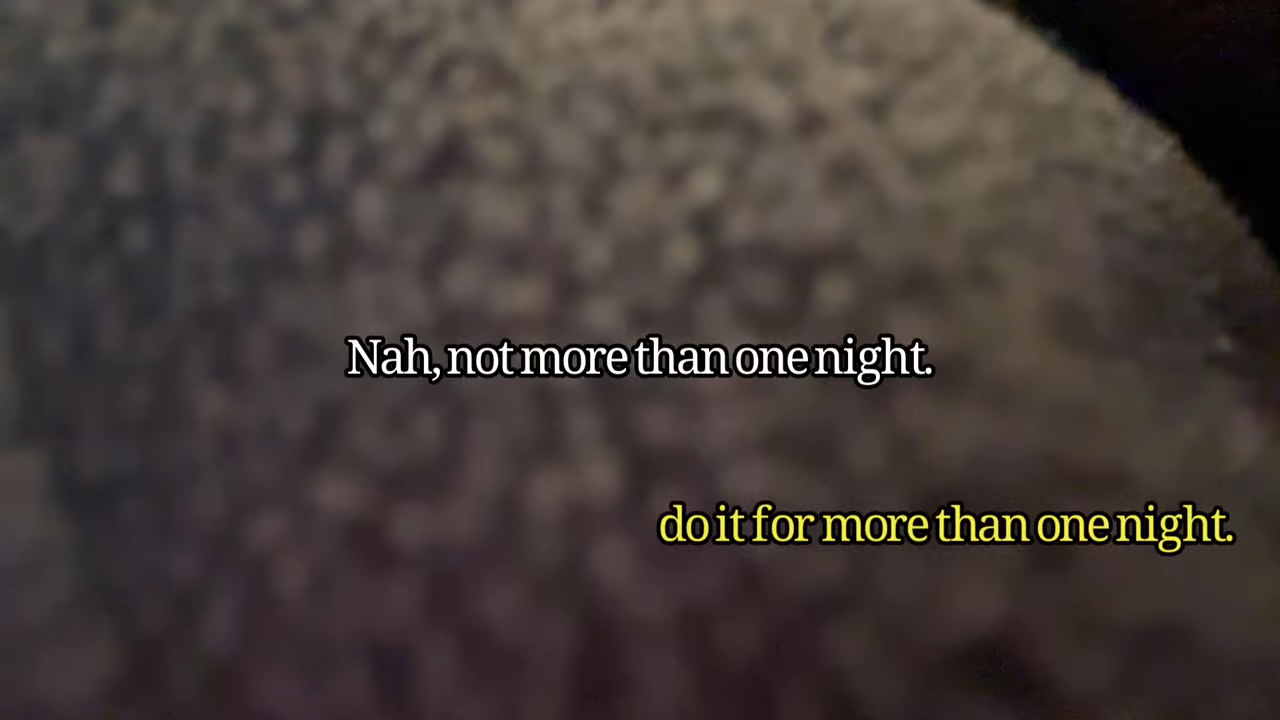 Nah, not more than one night.
do it for more than one night.